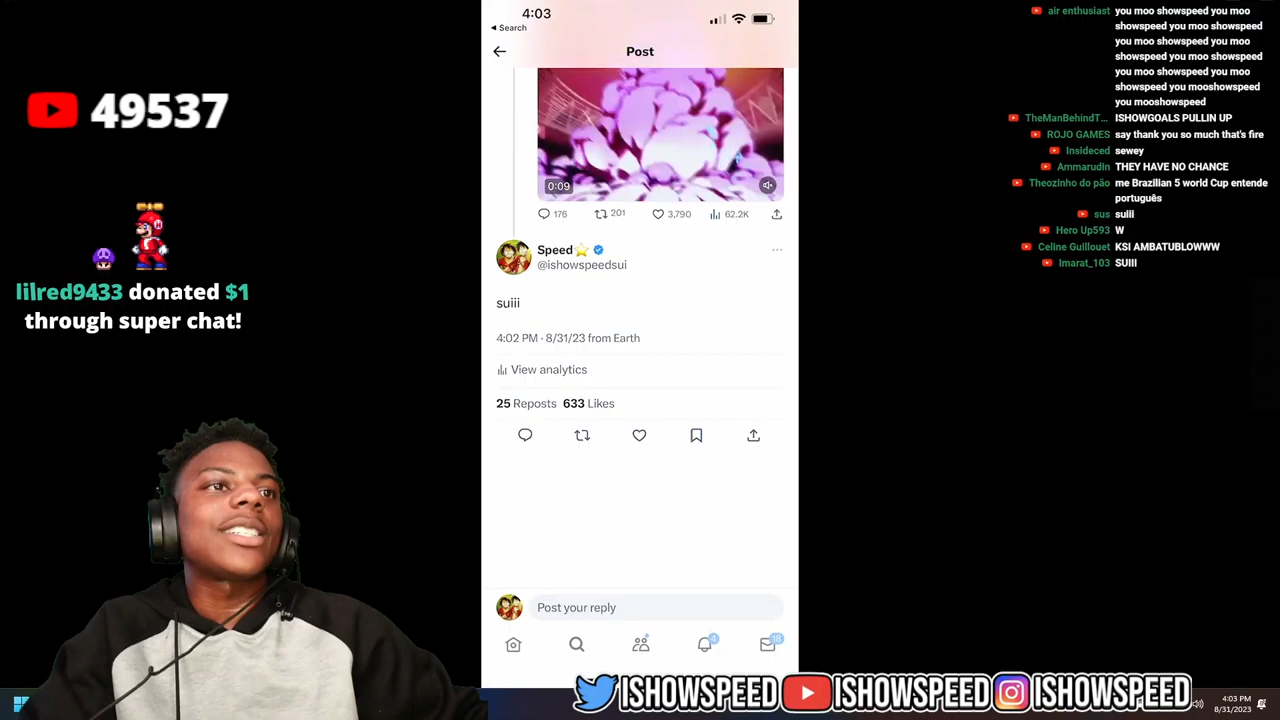 49537
lilred9433 donated $1
through super chat!
4:03
Search
Post
0:09
176 201 3,790 62.2K
Speed
@ishowspeedsui
suiii
4:02 PM · 8/31/23 from Earth
View analytics
25 Reposts 633 Likes
Post your reply
4 18
air enthusiast you moo showspeed you moo
showspeed you moo showspeed
you moo showspeed you moo
showspeed you moo showspeed
you moo showspeed you moo
showspeed you mooshowspeed
you mooshowspeed
TheManBehindT... ISHOWGOALS PULLIN UP
ROJO GAMES say thank you so much that's fire
Insideced sewey
Ammarudin THEY HAVE NO CHANCE
Theozinho do pão me Brazilian 5 world Cup entende
português
sus suiii
Hero Up593 W
Celine Guillouet KSI AMBATUBLOWWW
Imarat_103 SUIII
ISHOWSPEED ISHOWSPEED ISHOWSPEED
4:03 PM
8/31/2023